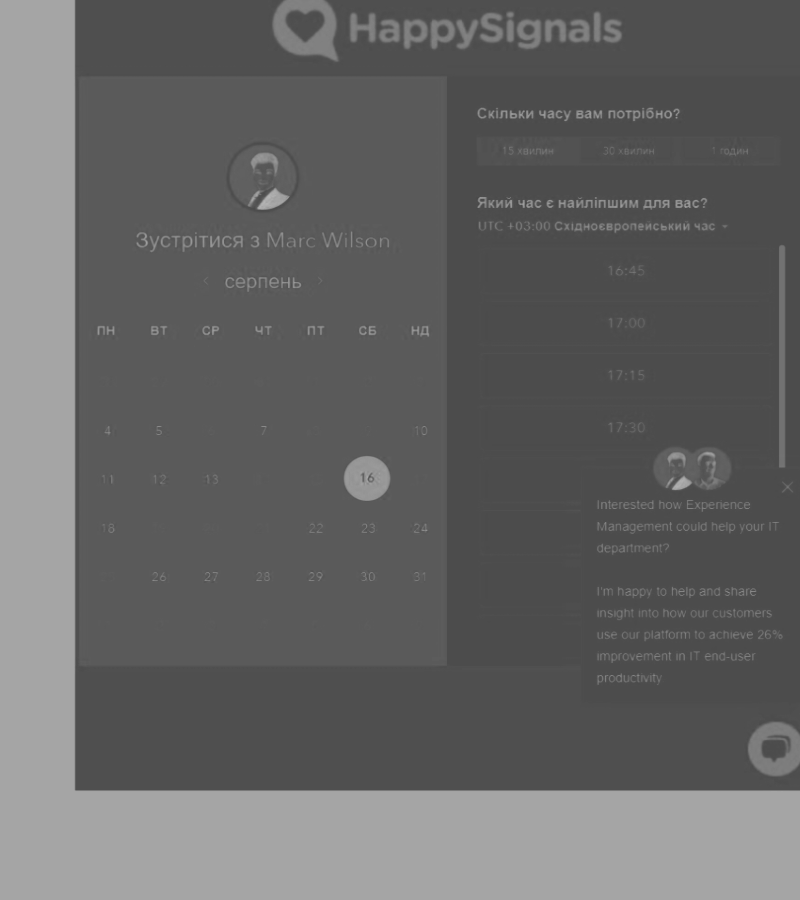 HappySignals
Зустрітися з Marc Wilson
серпень
ПН ВТ СР ЧТ ПТ СБ НД
4 5 7 10
11 12 13 16
18 22 23 24
26 27 28 29 30 31
Скільки часу вам потрібно?
15 хвилин 30 хвилин 1 годин
Який час є найліпшим для вас?
UTC +03:00 Східноєвропейський час
16:45
17:00
17:15
17:30
Interested how Experience
Management could help your IT
department?
I'm happy to help and share
insight into how our customers
use our platform to achieve 26%
improvement in IT end-user
productivity